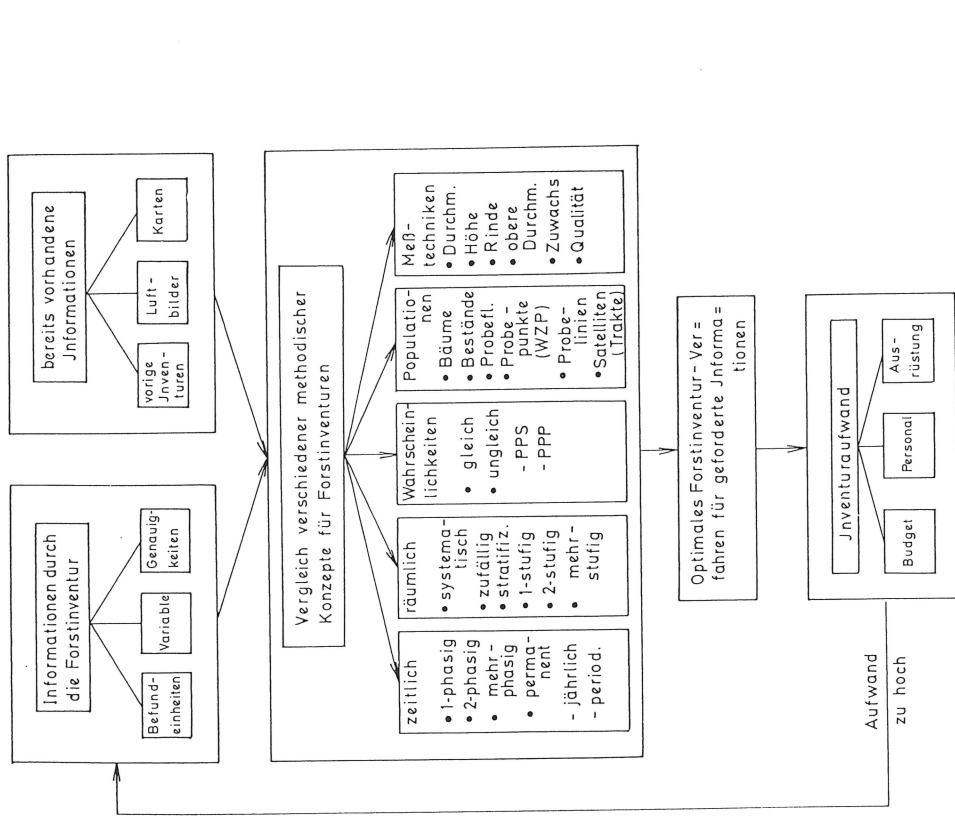 Informationen durch
die Forstinventur
Befund-
einheiten
Variable
Genauig-
keiten
bereits vorhandene
Jnformationen
vorige
Jnven-
turen
Luft-
bilder
Karten
Vergleich verschiedener methodischer
Konzepte für Forstinventuren
zeitlich
• 1-phasig
• 2-phasig
• mehr-
phasig
• perma-
nent
- jährlich
- period.
räumlich
• systema-
tisch
• zufällig
• stratifiz.
• 1-stufig
• 2-stufig
• mehr-
stufig
Wahrschein-
lichkeiten
• gleich
• ungleich
- PPS
- PPP
Populatio-
nen
• Bäume
• Bestände
• Probefl.
• Probe-
punkte
(WZP)
• Probe-
linien
• Satelliten
(Trakte)
Meß-
techniken
• Durchm.
• Höhe
• Rinde
• obere
Durchm.
• Zuwachs
• Qualität
Optimales Forstinventur-Ver=
fahren für geforderte Jnforma=
tionen
Jnventuraufwand
Budget
Personal
Aus-
rüstung
Aufwand
zu hoch